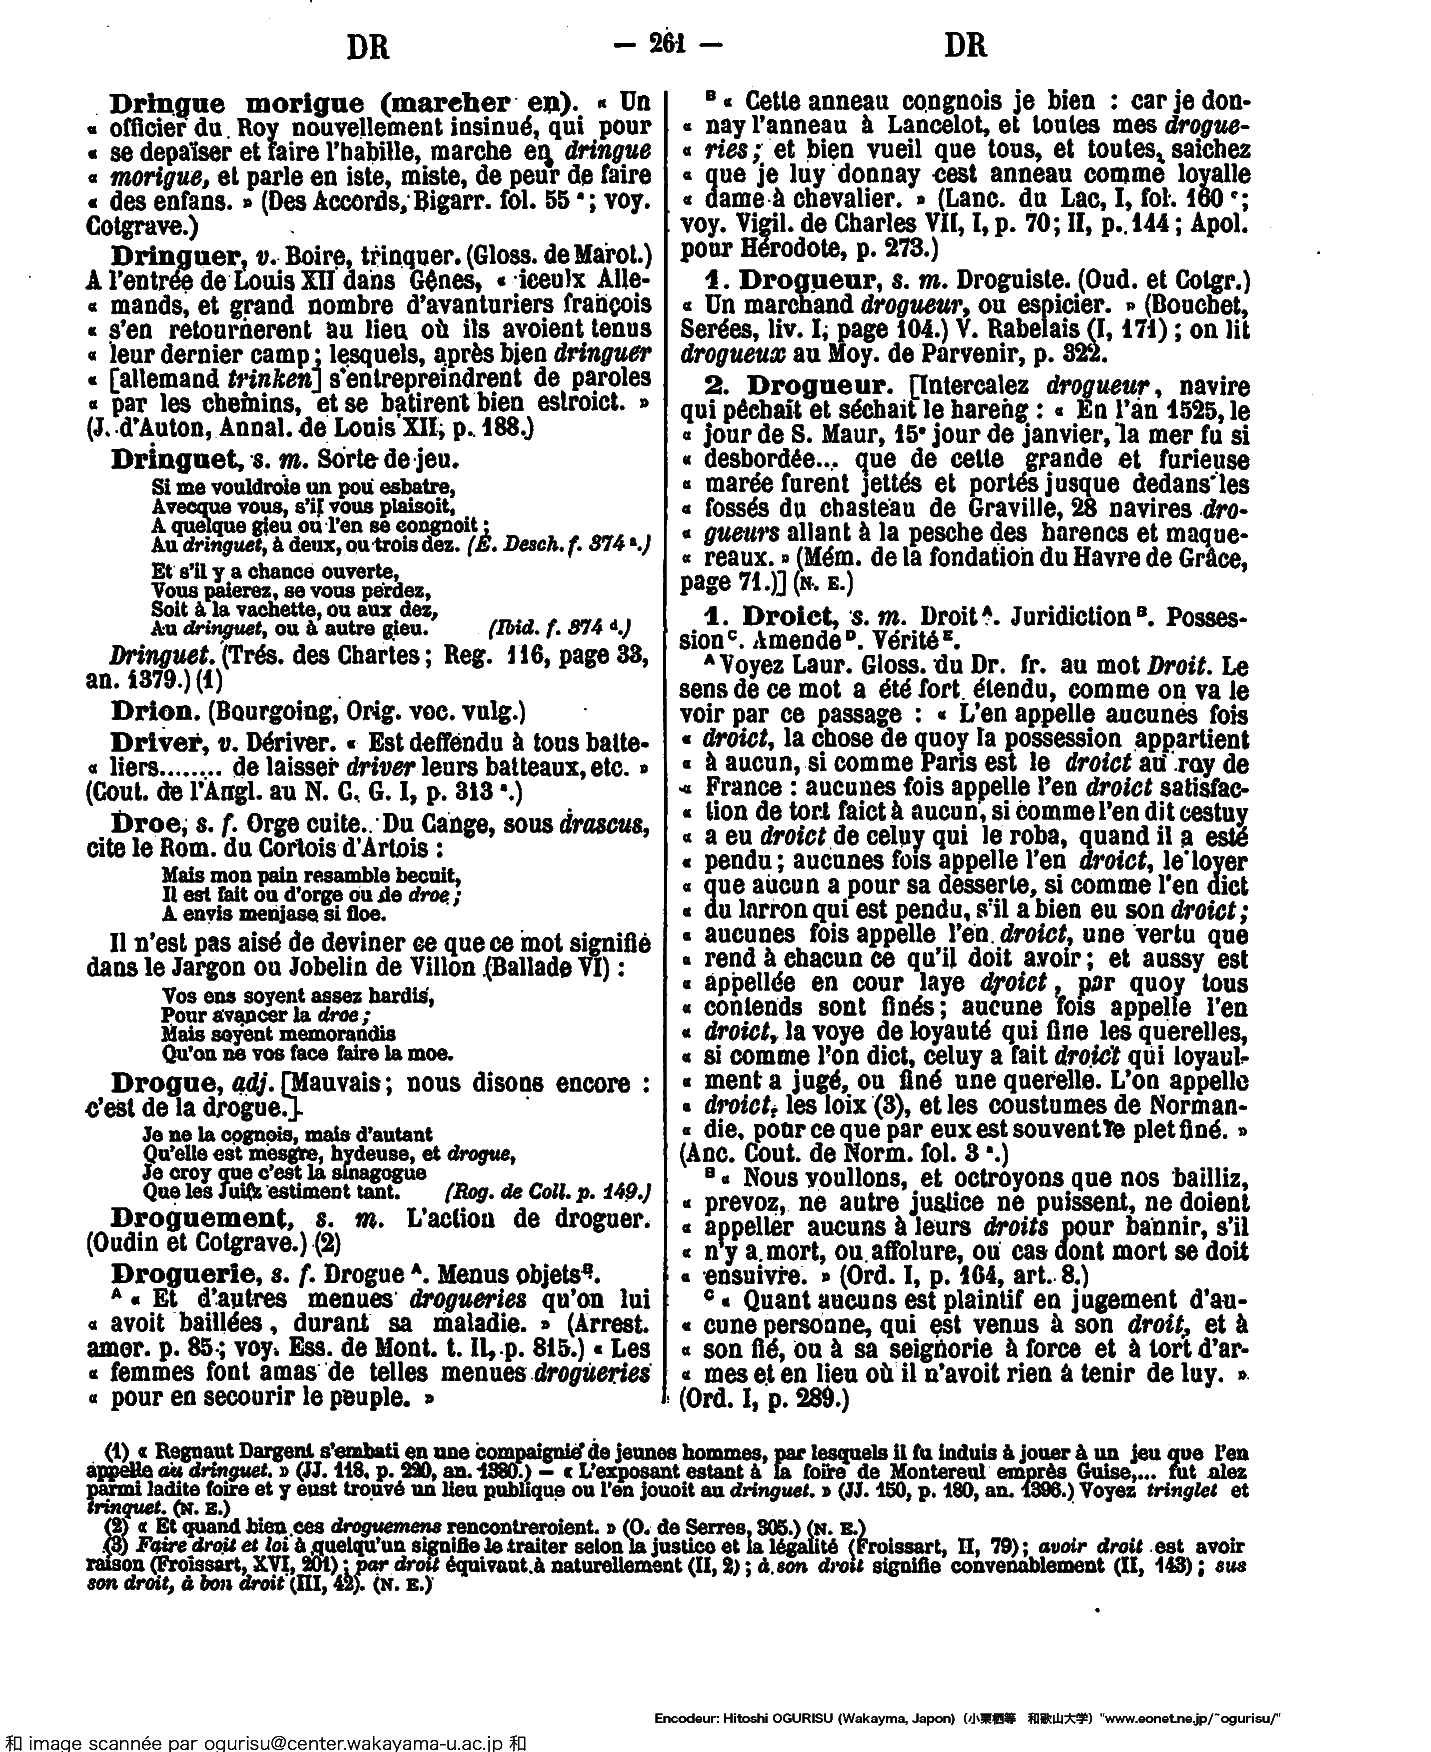 DR
— 261 —
DR
Dringue morigue (marcher en). « Un
« officier du Roy nouvellement insinué, qui pour
« se depaïser et faire l'habille, marche en dringue
« morigue, et parle en iste, miste, de peur de faire
« des enfans. » (Des Accords, Bigarr. fol. 55 ª; voy.
Cotgrave.)
Dringuer, v. Boire, trinquer. (Gloss. de Marot.)
A l'entrée de Louis XII dans Gênes, « iceulx Alle-
« mands, et grand nombre d'avanturiers françois
« s'en retournerent au lieu où ils avoient tenus
« leur dernier camp; lesquels, après bien dringuer
« [allemand trinken] s'entrepreindrent de paroles
« par les chemins, et se batirent bien estroict. »
(J. d'Auton, Annal. de Louis XII, p. 188.)
Dringuet, s. m. Sorte de jeu.
Si me vouldroie un pou esbatre,
Avecque vous, s'il vous plaisoit,
A quelque gieu ou l'en se congnoit;
Au dringuet, à deux, ou trois dez. (E. Desch. f. 374 ª.)
Et s'il y a chance ouverte,
Vous paierez, se vous perdez,
Soit à la vachette, ou aux dez,
Au dringuet, ou à autre gieu. (Ibid. f. 374 d.)
Dringuet. (Trés. des Chartes; Reg. 116, page 33,
an. 1379.) (1)
Drion. (Bourgoing, Orig. voc. vulg.)
Driver, v. Dériver. « Est deffendu à tous batte-
« liers........ de laisser driver leurs batteaux, etc. »
(Cout. de l'Angl. au N. C. G. I, p. 313 ª.)
Droe, s. f. Orge cuite. Du Cange, sous drascus,
cite le Rom. du Cortois d'Artois :
Mais mon pain resamble becuit,
Il est fait ou d'orge ou de droe;
A envis menjase si floe.
Il n'est pas aisé de deviner ce que ce mot signifie
dans le Jargon ou Jobelin de Villon (Ballade VI) :
Vos ens soyent assez hardis,
Pour avancer la droe;
Mais soyent memorandis
Qu'on ne vos face faire la moe.
Drogue, adj. [Mauvais; nous disons encore :
c'est de la drogue.]
Je ne la cognois, mais d'autant
Qu'elle est mesgre, hydeuse, et drogue,
Je croy que c'est la sinagogue
Que les Juifz estiment tant. (Rog. de Coll. p. 149.)
Droguement, s. m. L'action de droguer.
(Oudin et Cotgrave.) (2)
Droguerie, s. f. Drogue A. Menus objets B.
A « Et d'autres menues drogueries qu'on lui
« avoit baillées, durant sa maladie. » (Arrest.
amor. p. 85; voy. Ess. de Mont. t. II, p. 815.) « Les
« femmes font amas de telles menues drogueries
« pour en secourir le peuple. »
B « Cette anneau congnois je bien : car je don-
« nay l'anneau à Lancelot, et toutes mes drogue-
« ries; et bien vueil que tous, et toutes, saichez
« que je luy donnay cest anneau comme loyalle
« dame à chevalier. » (Lanc. du Lac, I, fol. 160 c;
voy. Vigil. de Charles VII, I, p. 70; II, p. 144; Apol.
pour Hérodote, p. 273.)
1. Drogueur, s. m. Droguiste. (Oud. et Cotgr.)
« Un marchand drogueur, ou espicier. » (Bouchet,
Serées, liv. I, page 104.) V. Rabelais (I, 171); on lit
drogueux au Moy. de Parvenir, p. 322.
2. Drogueur. [Intercalez drogueur, navire
qui pêchait et séchait le hareng : « En l'an 1525, le
« jour de S. Maur, 15e jour de janvier, la mer fu si
« desbordée... que de cette grande et furieuse
« marée furent jettés et portés jusque dedans les
« fossés du chasteau de Graville, 28 navires dro-
« gueurs allant à la pesche des harencs et maque-
« reaux. » (Mém. de la fondation du Havre de Grâce,
page 71.)] (N. E.)
1. Droict, s. m. Droit A. Juridiction B. Posses-
sion C. Amende D. Vérité E.
A Voyez Laur. Gloss. du Dr. fr. au mot Droit. Le
sens de ce mot a été fort étendu, comme on va le
voir par ce passage : « L'en appelle aucunes fois
« droict, la chose de quoy la possession appartient
« à aucun, si comme Paris est le droict au roy de
« France : aucunes fois appelle l'en droict satisfac-
« tion de tort faict à aucun, si comme l'en dit cestuy
« a eu droict de celuy qui le roba, quand il a esté
« pendu; aucunes fois appelle l'en droict, le loyer
« que aucun a pour sa desserte, si comme l'en dict
« du larron qui est pendu, s'il a bien eu son droict;
« aucunes fois appelle l'en droict, une vertu que
« rend à chacun ce qu'il doit avoir; et aussy est
« appellée en cour laye droict, par quoy tous
« contends sont finés; aucune fois appelle l'en
« droict, la voye de loyauté qui fine les querelles,
« si comme l'on dict, celuy a fait droict qui loyaul-
« ment a jugé, ou finé une querelle. L'on appelle
« droict, les loix (3), et les coustumes de Norman-
« die, pour ce que par eux est souvent le plet finé. »
(Anc. Cout. de Norm. fol. 3 ª.)
B « Nous voullons, et octroyons que nos bailliz,
« prevoz, ne autre justice ne puissent, ne doient
« appeller aucuns à leurs droits pour bannir, s'il
« n'y a mort, ou affolure, ou cas dont mort se doit
« ensuivre. » (Ord. I, p. 164, art. 8.)
C « Quant aucuns est plaintif en jugement d'au-
« cune personne, qui est venus à son droit, et à
« son fié, ou à sa seignorie à force et à tort d'ar-
« mes et en lieu où il n'avoit rien à tenir de luy. »
(Ord. I, p. 289.)
(1) « Regnaut Dargent s'embati en une compaignie de jeunes hommes, par lesquels il fu induis à jouer à un jeu que l'en
appelle au dringuet. » (JJ. 118, p. 220, an. 1380.) — « L'exposant estant à la foire de Montereul emprès Guise,... fut alez
parmi ladite foire et y eust trouvé un lieu publique ou l'en jouoit au dringuet. » (JJ. 150, p. 180, an. 1396.) Voyez tringlet et
trinquet. (N. E.)
(2) « Et quand bien ces droguemens rencontreroient. » (O. de Serres, 305.) (N. E.)
(3) Faire droit et loi à quelqu'un signifie le traiter selon la justice et la légalité (Froissart, II, 79); avoir droit est avoir
raison (Froissart, XVI, 201); par droit équivaut à naturellement (II, 2); à son droit signifie convenablement (II, 143); sus
son droit, à bon droit (III, 42). (N. E.)
Encodeur: Hitoshi OGURISU (Wakayma, Japon) (小栗栖等 和歌山大学) "www.eonet.ne.jp/~ogurisu/"
和 image scannée par ogurisu@center.wakayama-u.ac.jp 和